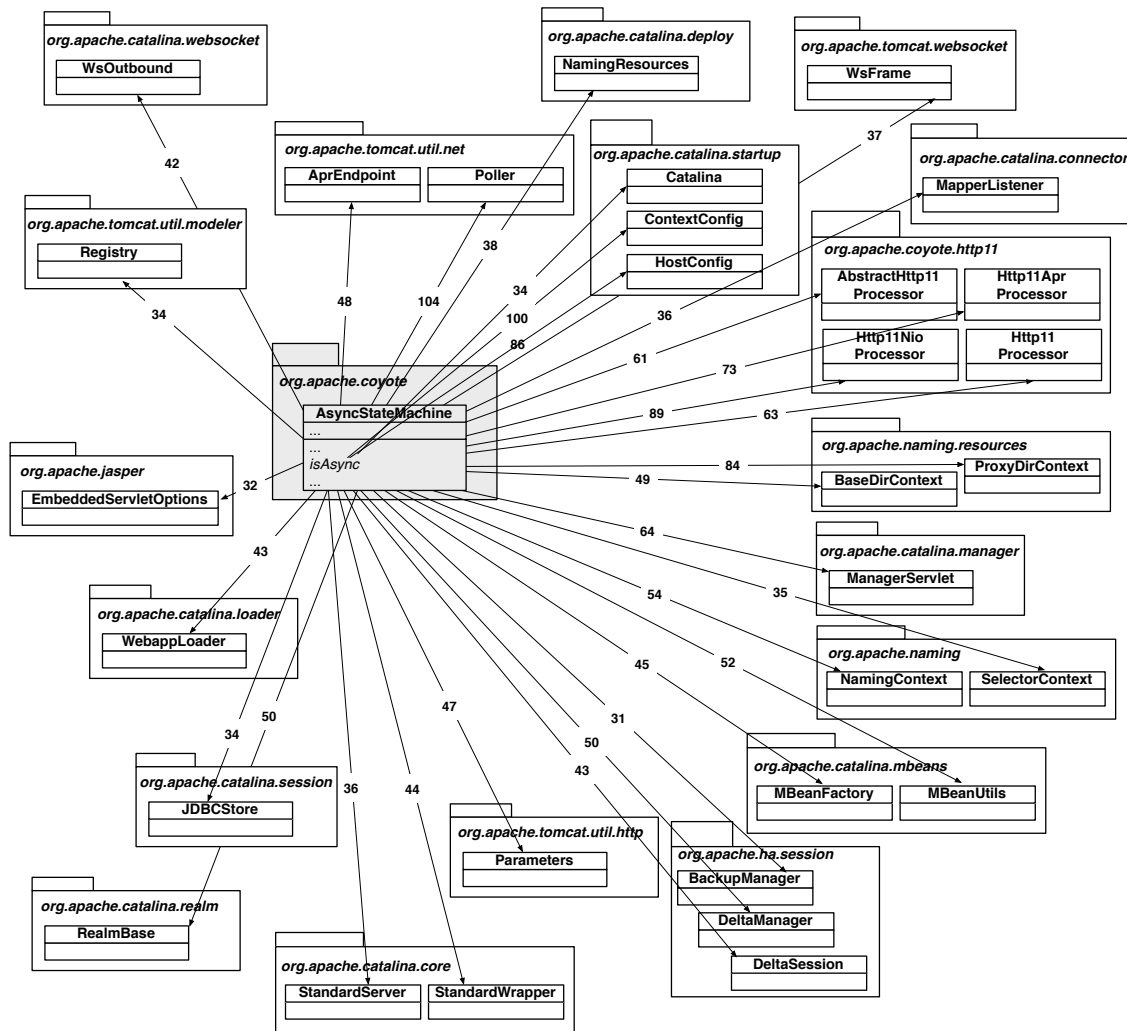 org.apache.catalina.websocket
WsOutbound
org.apache.catalina.deploy
NamingResources
org.apache.tomcat.websocket
WsFrame
42
37
org.apache.tomcat.util.net
AprEndpoint
Poller
org.apache.catalina.startup
Catalina
ContextConfig
HostConfig
org.apache.catalina.connector
MapperListener
org.apache.tomcat.util.modeler
Registry
38
34
48
104
34
100
86
36
61
73
89
63
org.apache.coyote.http11
AbstractHttp11
Processor
Http11Apr
Processor
Http11Nio
Processor
Http11
Processor
org.apache.coyote
AsyncStateMachine
...
...
isAsync
...
org.apache.jasper
EmbeddedServletOptions
32
84
49
org.apache.naming.resources
BaseDirContext
ProxyDirContext
64
org.apache.catalina.manager
ManagerServlet
43
org.apache.catalina.loader
WebappLoader
54
35
org.apache.naming
NamingContext
SelectorContext
45
52
47
31
50
43
34
50
36
44
org.apache.catalina.session
JDBCStore
org.apache.catalina.mbeans
MBeanFactory
MBeanUtils
org.apache.tomcat.util.http
Parameters
org.apache.ha.session
BackupManager
DeltaManager
DeltaSession
org.apache.catalina.realm
RealmBase
org.apache.catalina.core
StandardServer
StandardWrapper